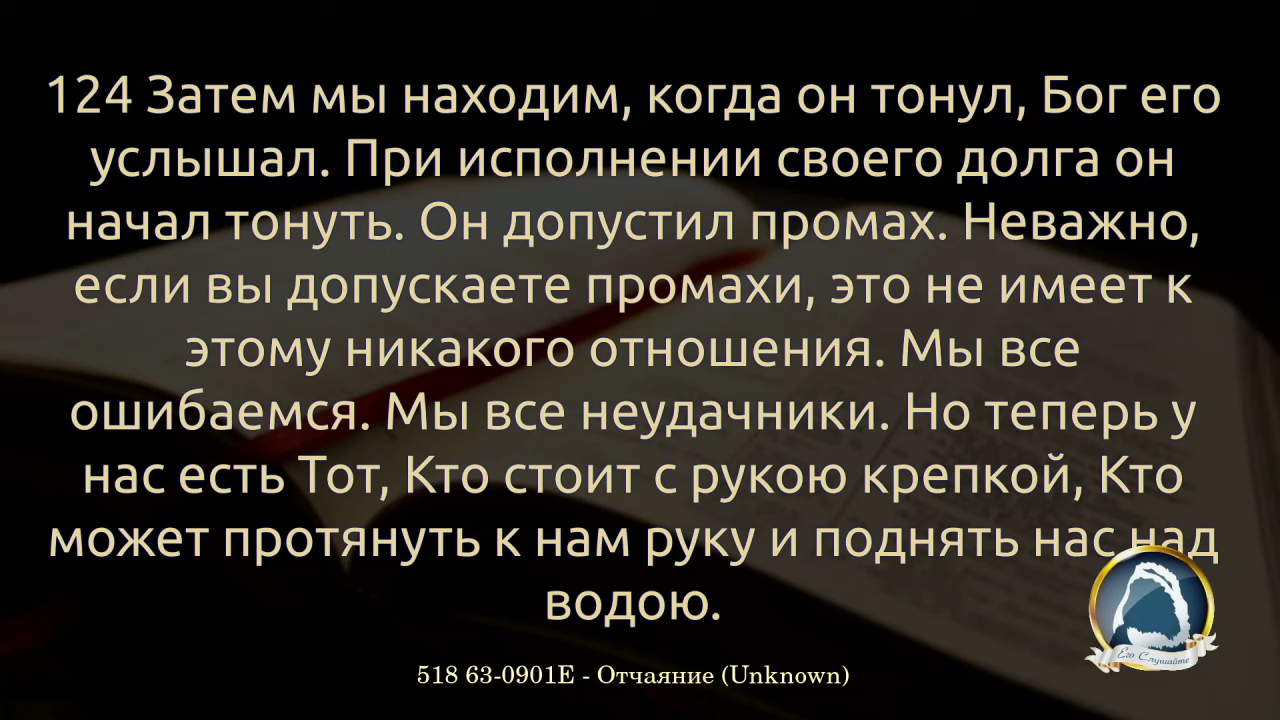 124 Затем мы находим, когда он тонул, Бог его
услышал. При исполнении своего долга он
начал тонуть. Он допустил промах. Неважно,
если вы допускаете промахи, это не имеет к
этому никакого отношения. Мы все
ошибаемся. Мы все неудачники. Но теперь у
нас есть Тот, Кто стоит с рукою крепкой, Кто
может протянуть к нам руку и поднять нас над
водою.
Его Слушайте
518 63-0901E - Отчаяние (Unknown)